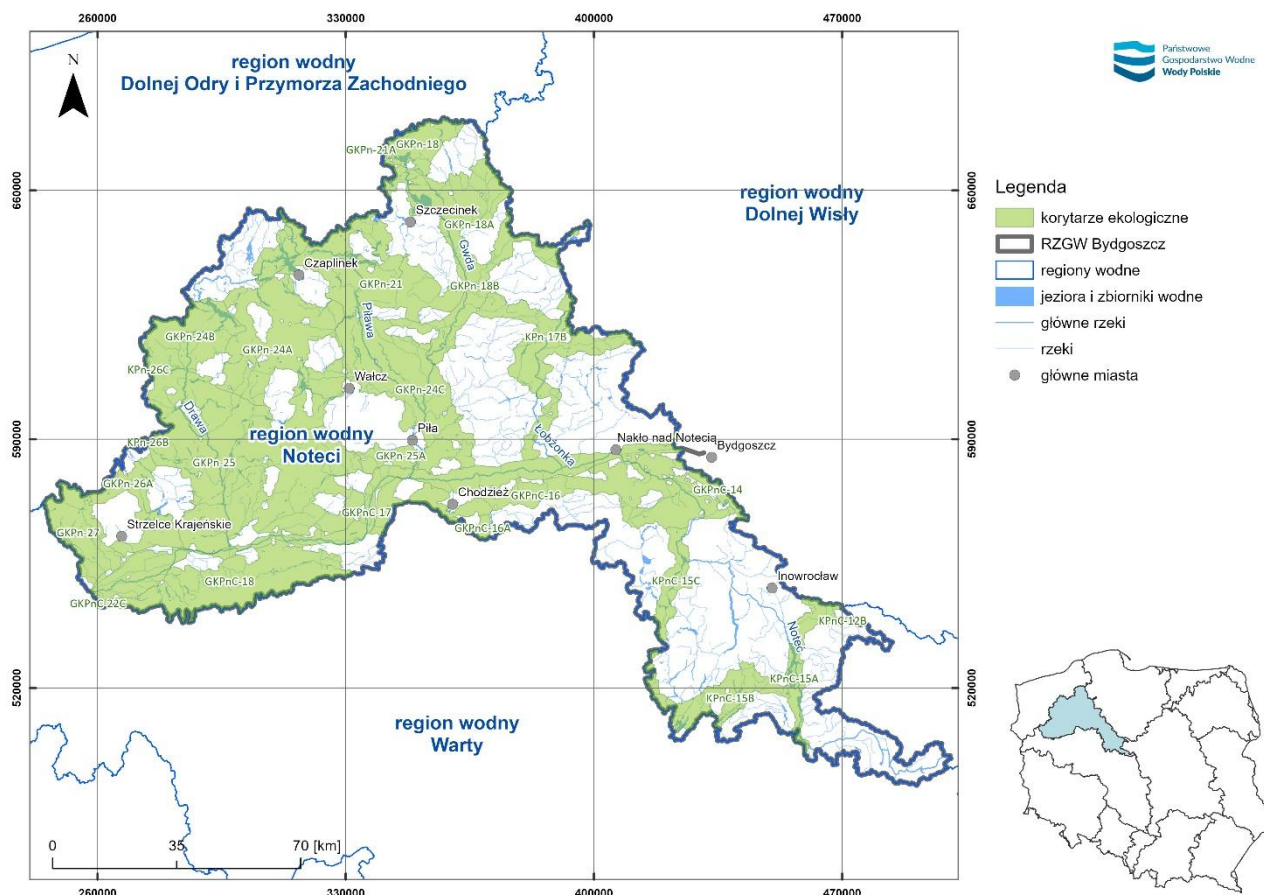 260000
330000
400000
470000
region wodny
Dolnej Odry i Przymorza Zachodniego
N
Państwowe
Gospodarstwo Wodne
Wody Polskie
GKPn-18
GKPn-21A
660000
660000
region wodny
Dolnej Wisły
Legenda
korytarze ekologiczne
RZGW Bydgoszcz
regiony wodne
jeziora i zbiorniki wodne
główne rzeki
rzeki
główne miasta
Szczecinek
GKPn-18A
Gwda
Czaplinek
GKPn-21
GKPn-18B
Piława
GKPn-24B
KPn-17B
GKPn-24A
KPn-26C
Wałcz
GKPn-24C
Drawa
region wodny
Noteci
Piła
590000
590000
KPn-26B
Nakło nad Notecią
Bydgoszcz
GKPn-25A
Łobżonka
GKPn-25
GKPn-26A
GKPnC-14
Chodzież
GKPnC-16
GKPnC-17
GKPn-27
Strzelce Krajeńskie
GKPnC-16A
GKPnC-18
KPnC-15C
Inowrocław
GKPnC-22C
KPnC-12B
Noteć
KPnC-15A
520000
520000
KPnC-15B
region wodny
Warty
0
35
70 [km]
260000
330000
400000
470000